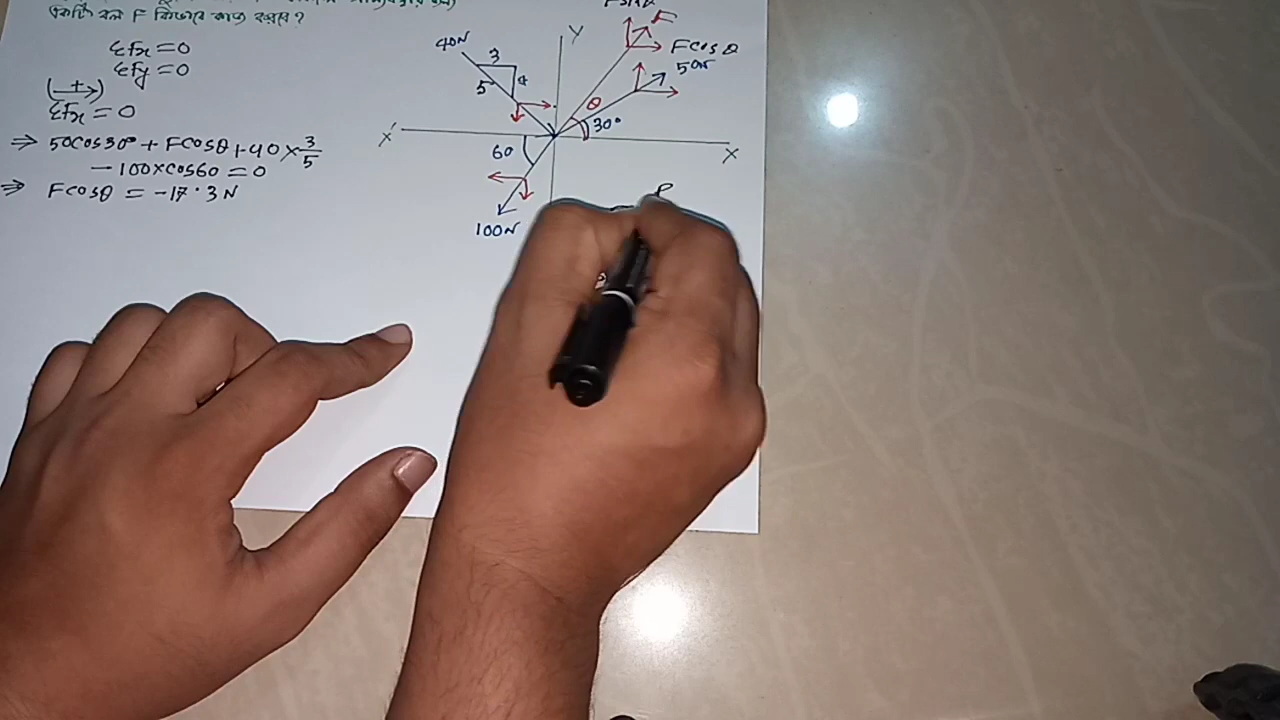 একটি বল F কিভাবে কাজ করবে?
Σfx = 0
Σfy = 0
(+→)
Σfx = 0
⇒ 50cos30° + Fcosθ + 40 × 3/5
- 100×cos60 = 0
⇒ Fcosθ = -17.3N
F
Fcosθ
50N
40N
3
4
5
Y
θ
30°
X'
X
60
100N
P